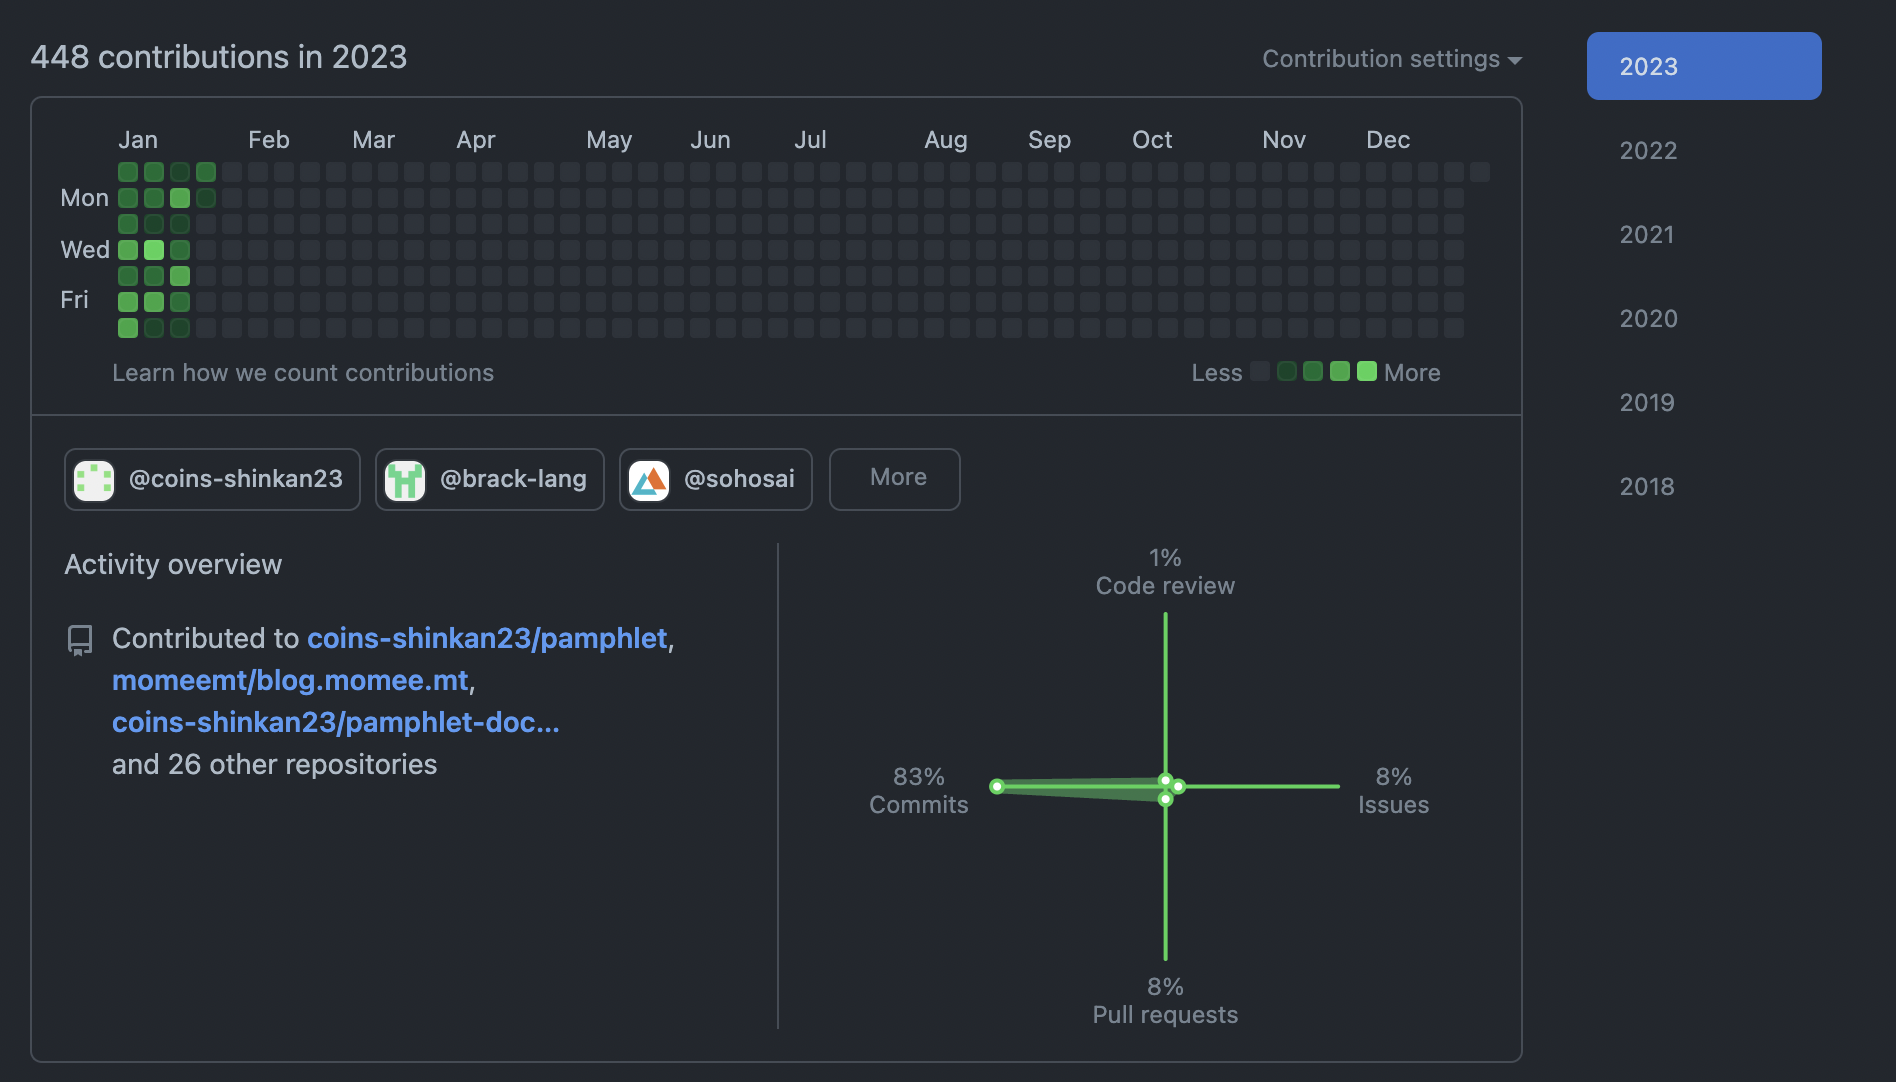 448 contributions in 2023
Contribution settings
2023
2022
2021
2020
2019
2018
Jan Feb Mar Apr May Jun Jul Aug Sep Oct Nov Dec
Mon
Wed
Fri
Learn how we count contributions
Less More
@coins-shinkan23
@brack-lang
@sohosai
More
Activity overview
Contributed to coins-shinkan23/pamphlet,
momeemt/blog.momee.mt,
coins-shinkan23/pamphlet-doc...
and 26 other repositories
1%
Code review
83%
Commits
8%
Issues
8%
Pull requests